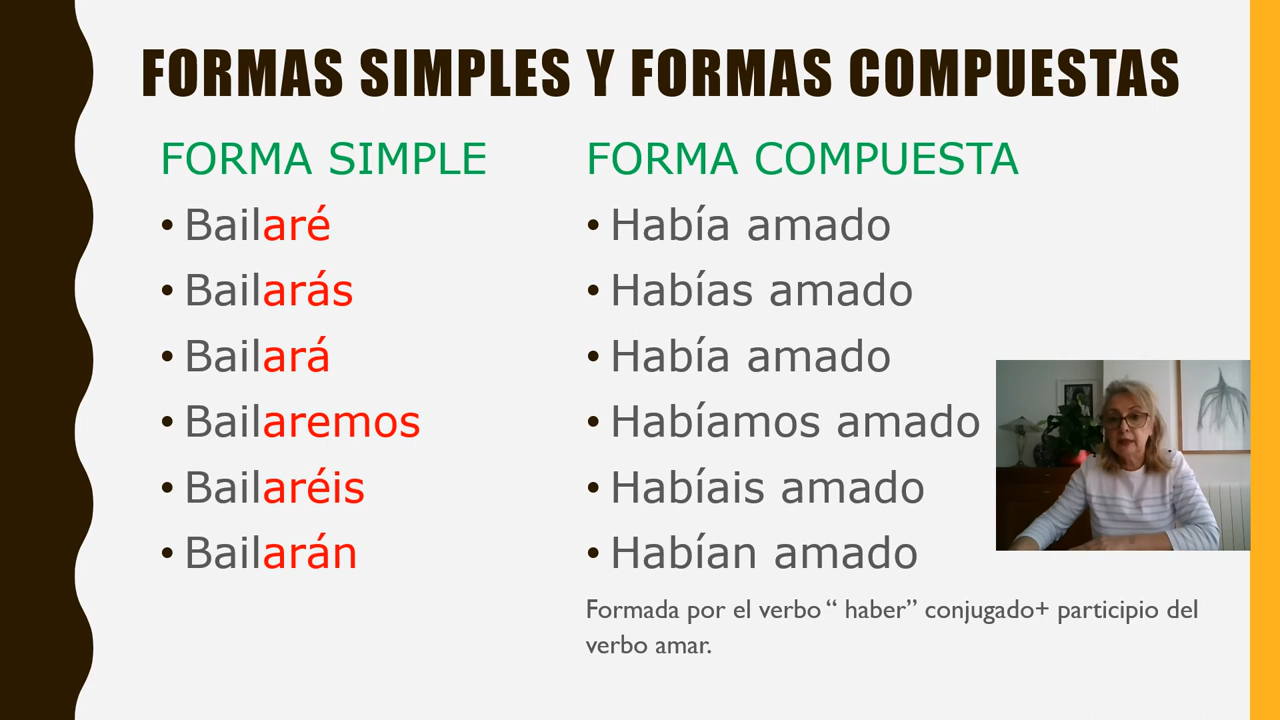 FORMAS SIMPLES Y FORMAS COMPUESTAS
FORMA SIMPLE
• Bailaré
• Bailarás
• Bailará
• Bailaremos
• Bailaréis
• Bailarán
FORMA COMPUESTA
• Había amado
• Habías amado
• Había amado
• Habíamos amado
• Habíais amado
• Habían amado
Formada por el verbo “ haber” conjugado+ participio del
verbo amar.